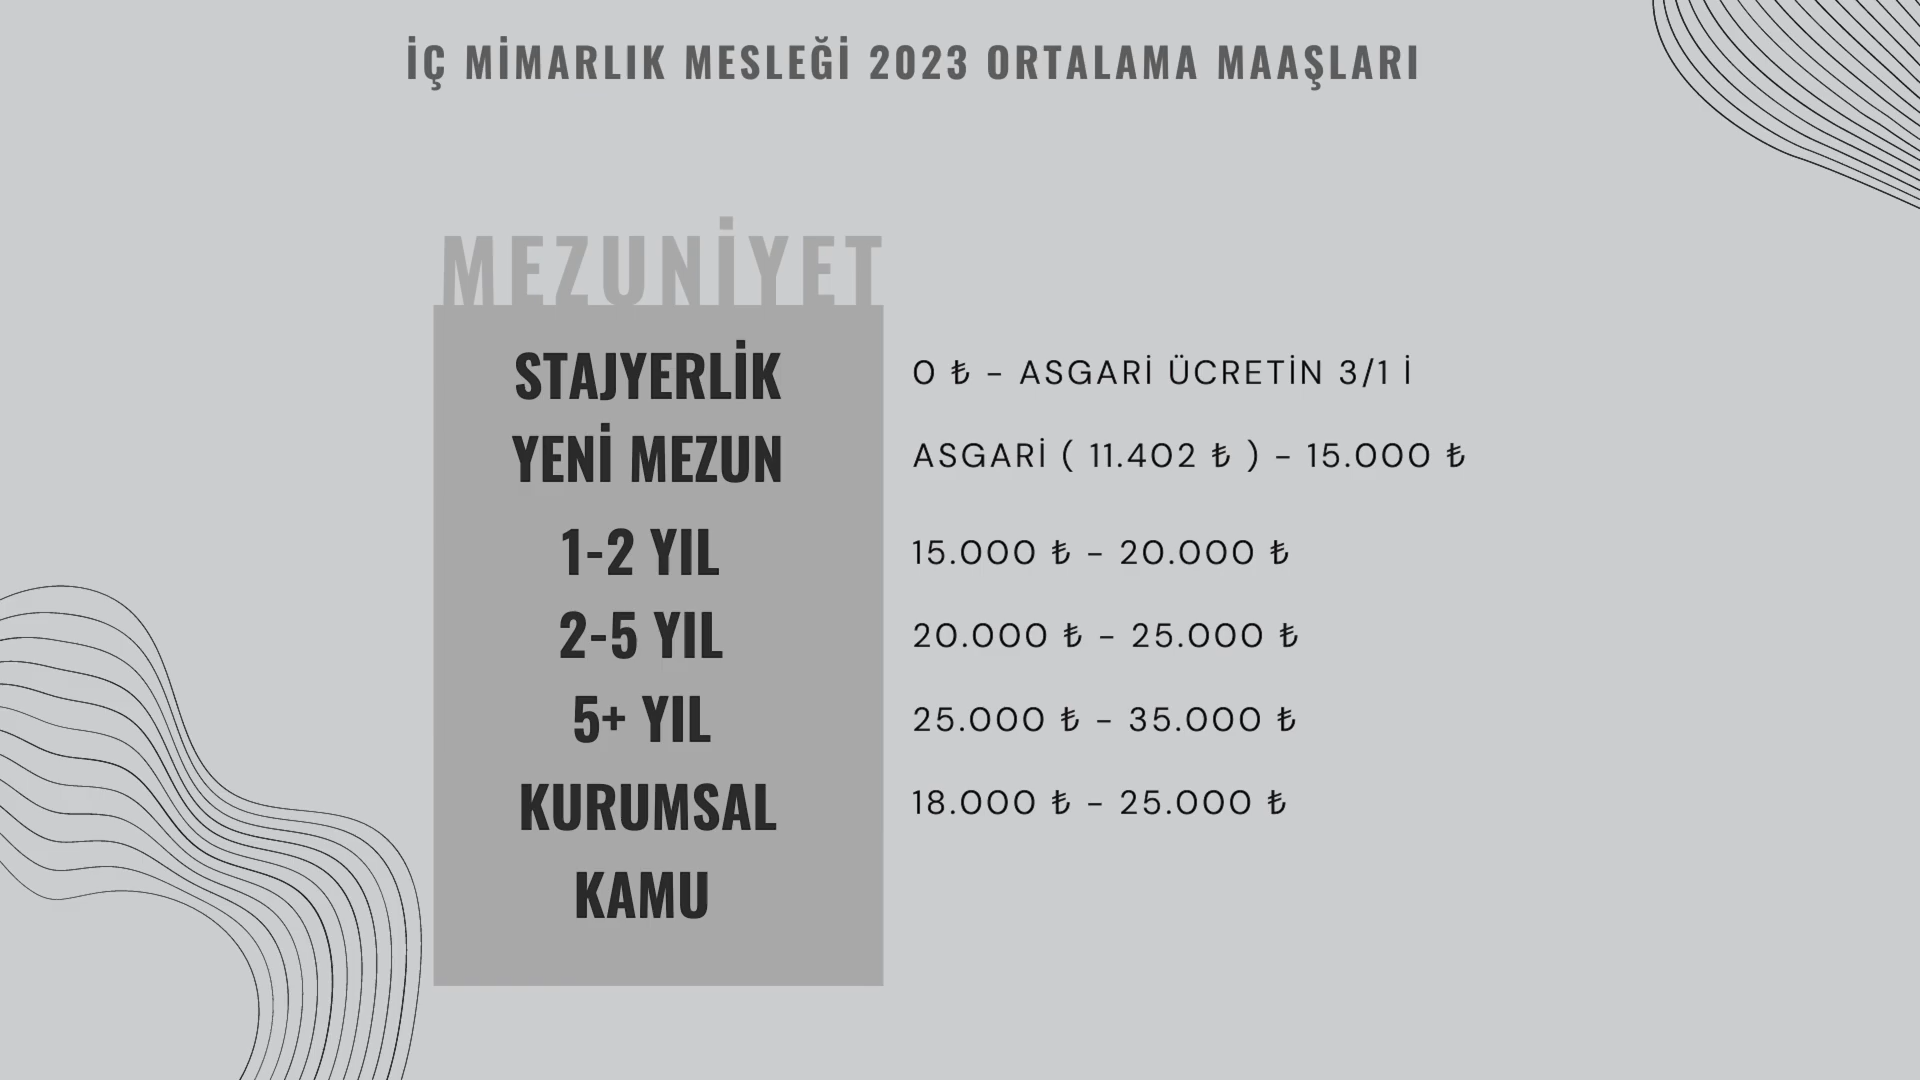 İÇ MİMARLIK MESLEĞİ 2023 ORTALAMA MAAŞLARI
MEZUNİYET
STAJYERLİK 0 ₺ - ASGARİ ÜCRETİN 3/1 İ
YENİ MEZUN ASGARİ ( 11.402 ₺ ) - 15.000 ₺
1-2 YIL 15.000 ₺ - 20.000 ₺
2-5 YIL 20.000 ₺ - 25.000 ₺
5+ YIL 25.000 ₺ - 35.000 ₺
KURUMSAL 18.000 ₺ - 25.000 ₺
KAMU